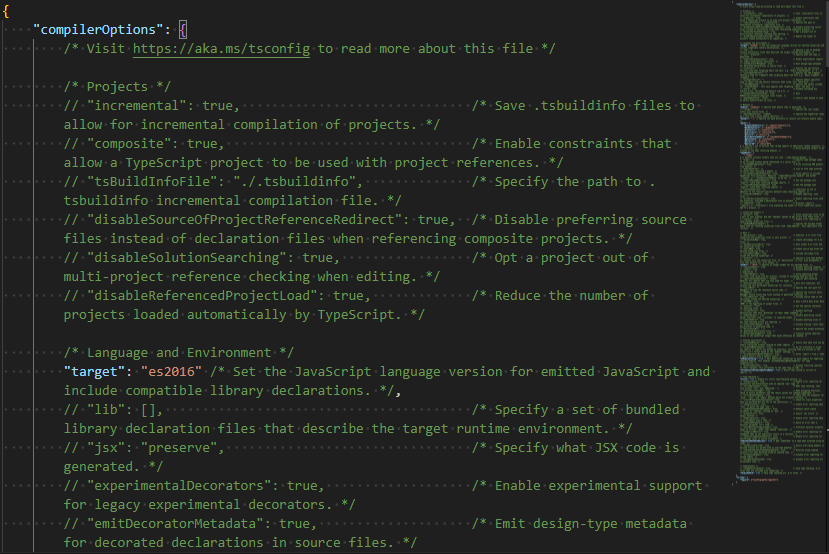 {
"compilerOptions": {
/* Visit https://aka.ms/tsconfig to read more about this file */
/* Projects */
// "incremental": true, /* Save .tsbuildinfo files to
allow for incremental compilation of projects. */
// "composite": true, /* Enable constraints that
allow a TypeScript project to be used with project references. */
// "tsBuildInfoFile": "./.tsbuildinfo", /* Specify the path to .
tsbuildinfo incremental compilation file. */
// "disableSourceOfProjectReferenceRedirect": true, /* Disable preferring source
files instead of declaration files when referencing composite projects. */
// "disableSolutionSearching": true, /* Opt a project out of
multi-project reference checking when editing. */
// "disableReferencedProjectLoad": true, /* Reduce the number of
projects loaded automatically by TypeScript. */
/* Language and Environment */
"target": "es2016" /* Set the JavaScript language version for emitted JavaScript and
include compatible library declarations. */,
// "lib": [], /* Specify a set of bundled
library declaration files that describe the target runtime environment. */
// "jsx": "preserve", /* Specify what JSX code is
generated. */
// "experimentalDecorators": true, /* Enable experimental support
for legacy experimental decorators. */
// "emitDecoratorMetadata": true, /* Emit design-type metadata
for decorated declarations in source files. */